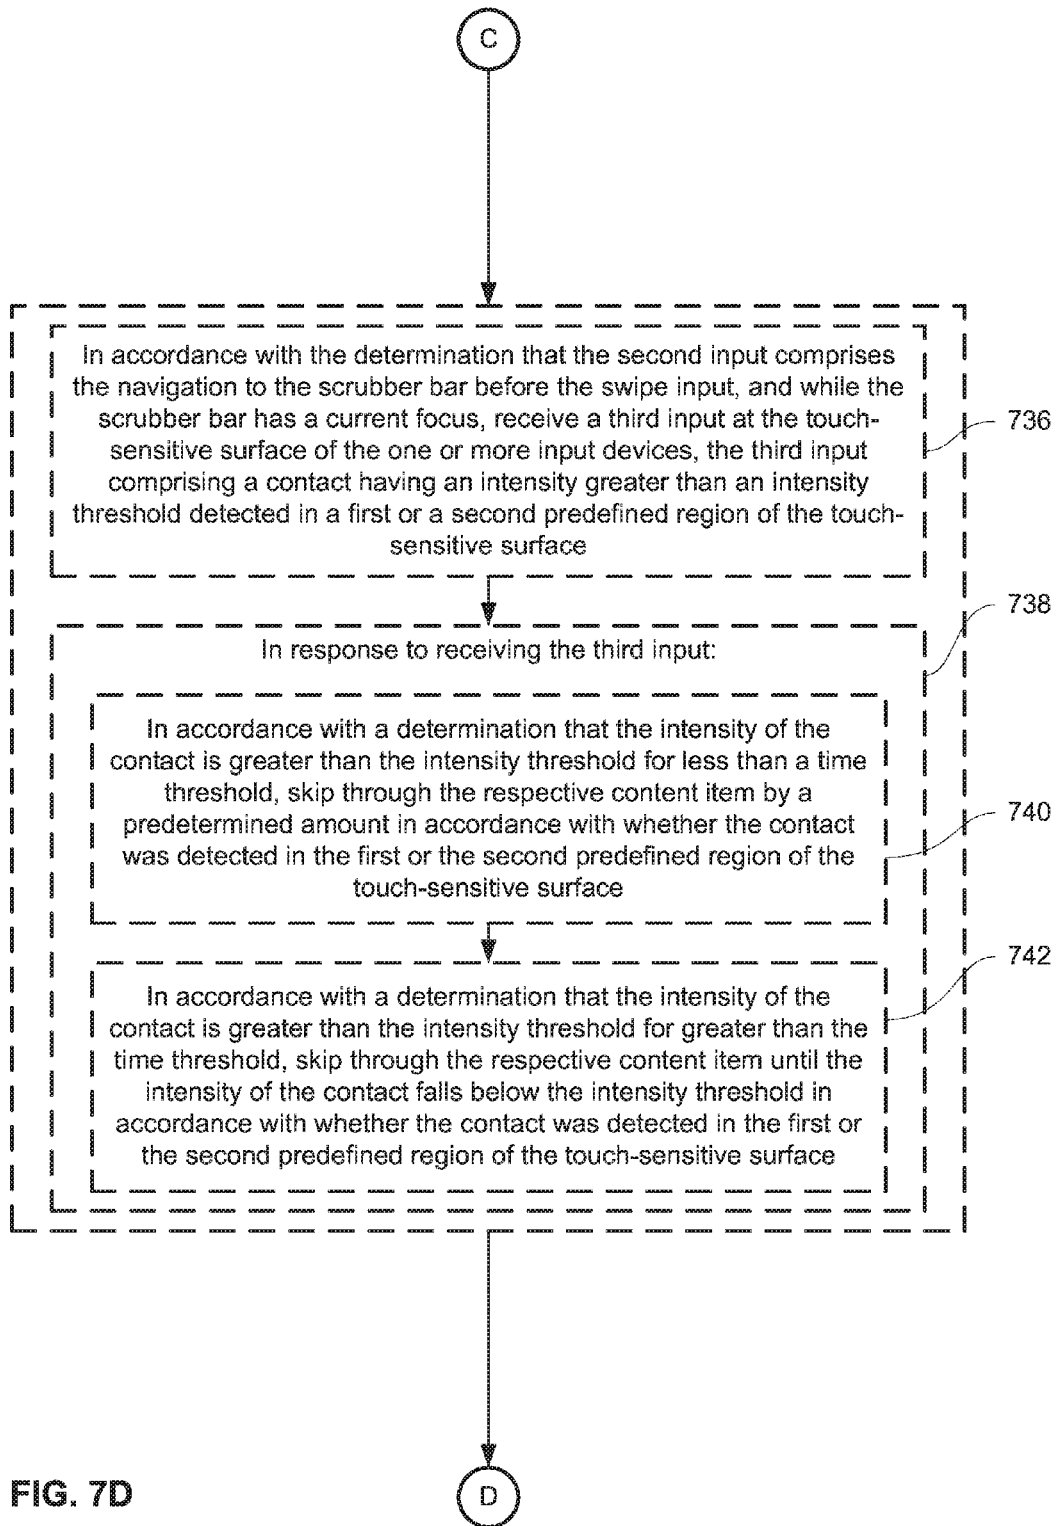 C
In accordance with the determination that the second input comprises
the navigation to the scrubber bar before the swipe input, and while the
scrubber bar has a current focus, receive a third input at the touch-
sensitive surface of the one or more input devices, the third input
comprising a contact having an intensity greater than an intensity
threshold detected in a first or a second predefined region of the touch-
sensitive surface
736
738
In response to receiving the third input:
In accordance with a determination that the intensity of the
contact is greater than the intensity threshold for less than a time
threshold, skip through the respective content item by a
predetermined amount in accordance with whether the contact
was detected in the first or the second predefined region of the
touch-sensitive surface
740
742
In accordance with a determination that the intensity of the
contact is greater than the intensity threshold for greater than the
time threshold, skip through the respective content item until the
intensity of the contact falls below the intensity threshold in
accordance with whether the contact was detected in the first or
the second predefined region of the touch-sensitive surface
FIG. 7D
D